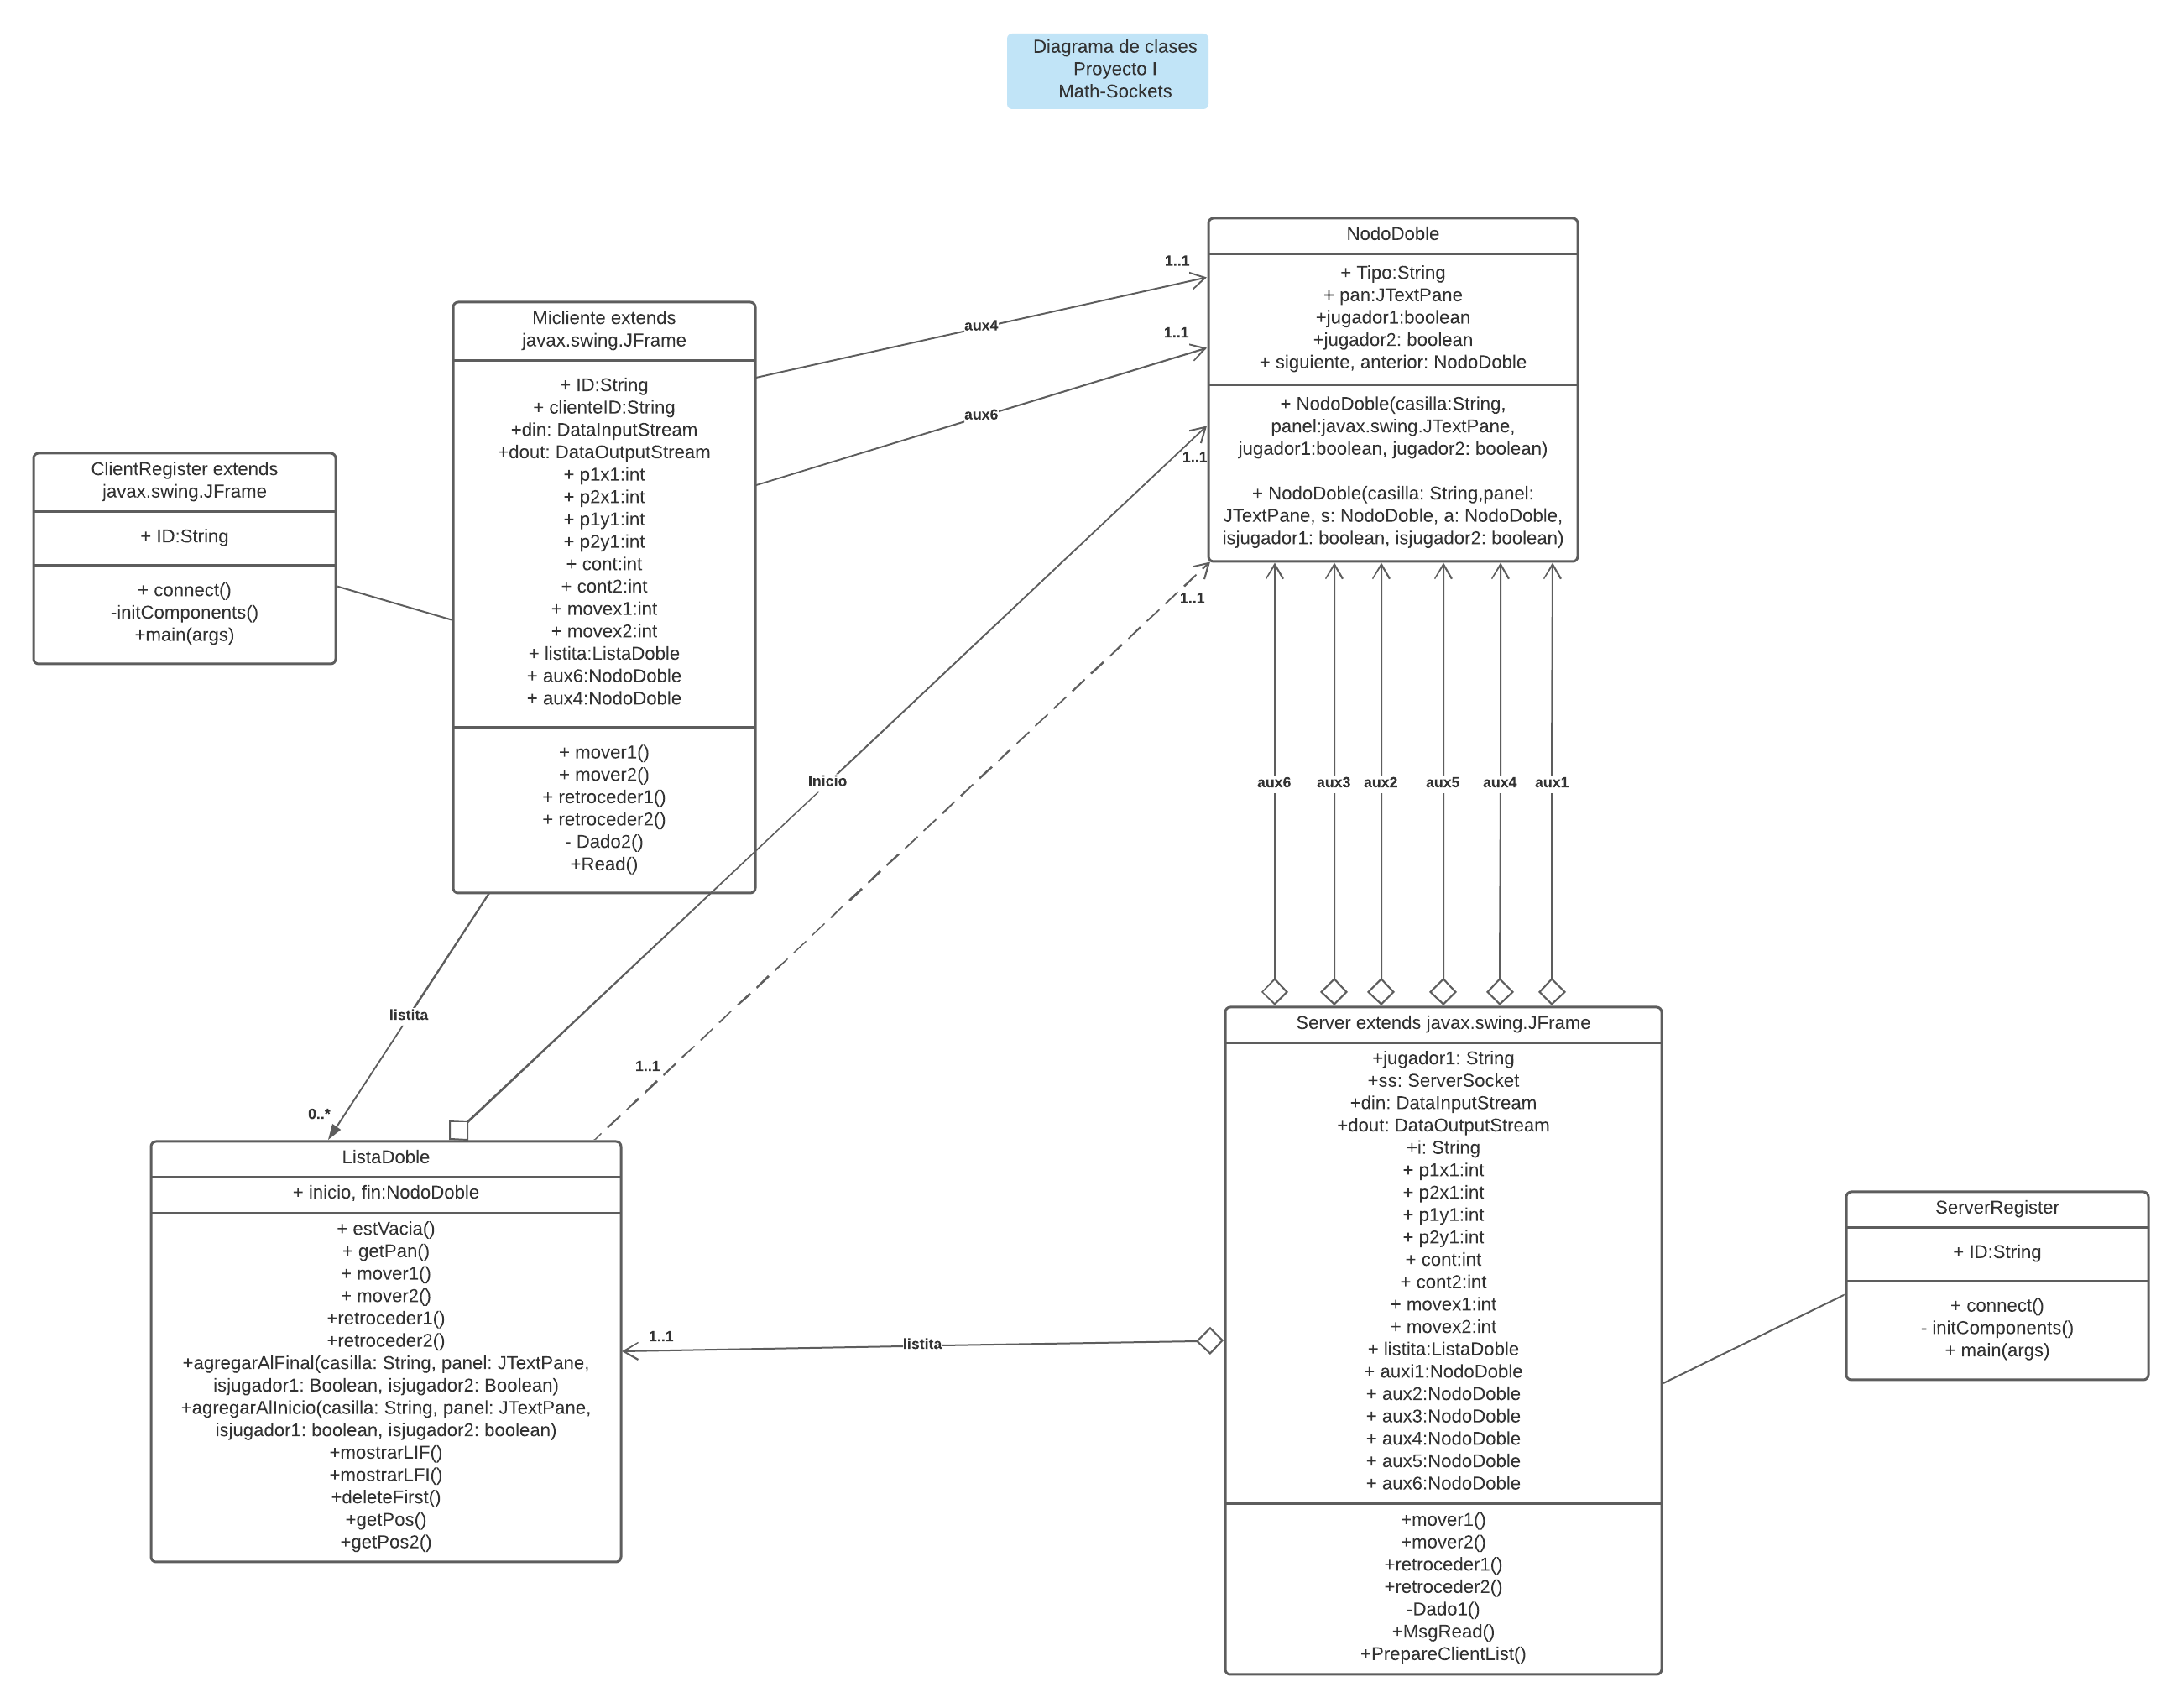 Diagrama de clases
Proyecto I
Math-Sockets
NodoDoble
+ Tipo:String
+ pan:JTextPane
+jugador1:boolean
+jugador2: boolean
+ siguiente, anterior: NodoDoble
+ NodoDoble(casilla:String,
panel:javax.swing.JTextPane,
jugador1:boolean, jugador2: boolean)
+ NodoDoble(casilla: String,panel:
JTextPane, s: NodoDoble, a: NodoDoble,
isjugador1: boolean, isjugador2: boolean)
1..1
aux4
1..1
aux6
1..1
Inicio
1..1
1..1
Micliente extends
javax.swing.JFrame
+ ID:String
+ clienteID:String
+din: DataInputStream
+dout: DataOutputStream
+ p1x1:int
+ p2x1:int
+ p1y1:int
+ p2y1:int
+ cont:int
+ cont2:int
+ movex1:int
+ movex2:int
+ listita:ListaDoble
+ aux6:NodoDoble
+ aux4:NodoDoble
+ mover1()
+ mover2()
+ retroceder1()
+ retroceder2()
- Dado2()
+Read()
ClientRegister extends
javax.swing.JFrame
+ ID:String
+ connect()
-initComponents()
+main(args)
aux6
aux3
aux2
aux5
aux4
aux1
listita
0..*
ListaDoble
+ inicio, fin:NodoDoble
+ estVacia()
+ getPan()
+ mover1()
+ mover2()
+retroceder1()
+retroceder2()
+agregarAlFinal(casilla: String, panel: JTextPane,
isjugador1: Boolean, isjugador2: Boolean)
+agregarAlInicio(casilla: String, panel: JTextPane,
isjugador1: boolean, isjugador2: boolean)
+mostrarLIF()
+mostrarLFI()
+deleteFirst()
+getPos()
+getPos2()
1..1
listita
Server extends javax.swing.JFrame
+jugador1: String
+ss: ServerSocket
+din: DataInputStream
+dout: DataOutputStream
+i: String
+ p1x1:int
+ p2x1:int
+ p1y1:int
+ p2y1:int
+ cont:int
+ cont2:int
+ movex1:int
+ movex2:int
+ listita:ListaDoble
+ auxi1:NodoDoble
+ aux2:NodoDoble
+ aux3:NodoDoble
+ aux4:NodoDoble
+ aux5:NodoDoble
+ aux6:NodoDoble
+mover1()
+mover2()
+retroceder1()
+retroceder2()
-Dado1()
+MsgRead()
+PrepareClientList()
ServerRegister
+ ID:String
+ connect()
- initComponents()
+ main(args)